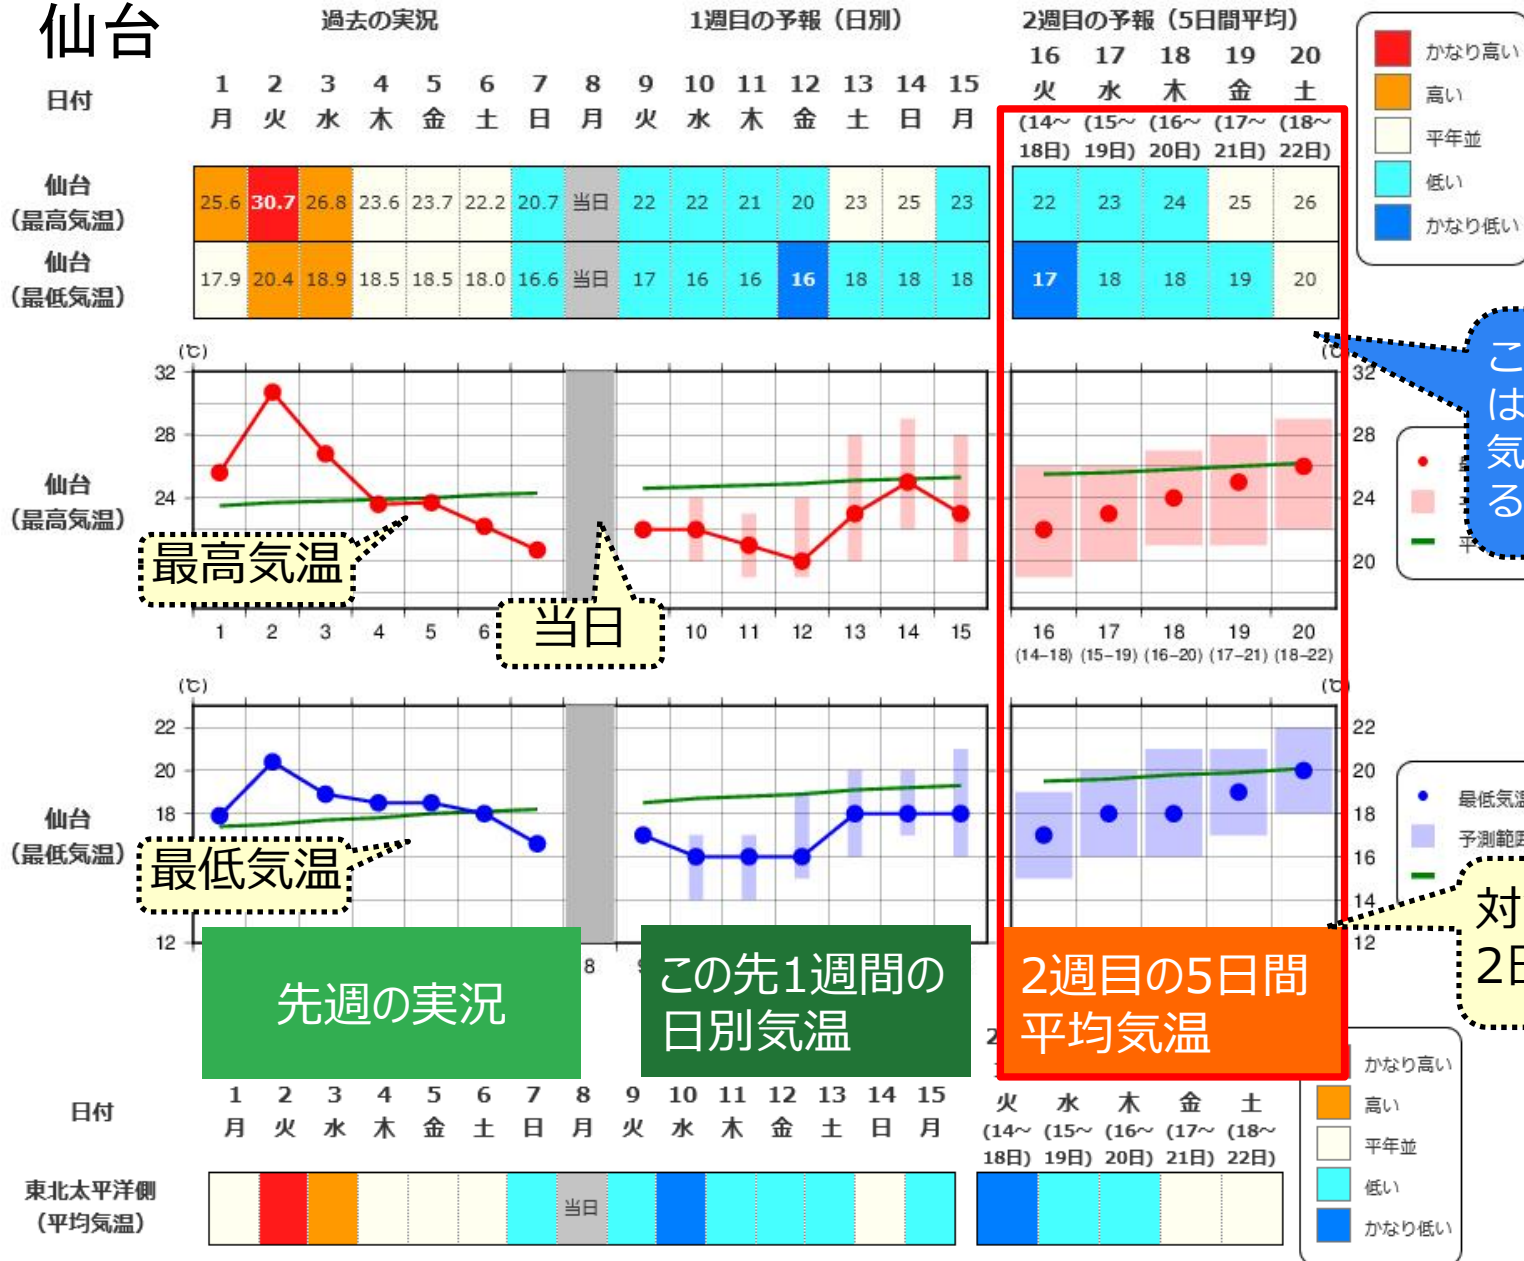 仙台
過去の実況 1週目の予報（日別） 2週目の予報（5日間平均）
日付
1 2 3 4 5 6 7 8 9 10 11 12 13 14 15 16 17 18 19 20
月 火 水 木 金 土 日 月 火 水 木 金 土 日 月 火 水 木 金 土
(14～ (15～ (16～ (17～ (18～
18日) 19日) 20日) 21日) 22日)
仙台
（最高気温）
25.6 30.7 26.8 23.6 23.7 22.2 20.7 当日 22 22 21 20 23 25 23 22 23 24 25 26
仙台
（最低気温）
17.9 20.4 18.9 18.5 18.5 18.0 16.6 当日 17 16 16 16 18 18 18 17 18 18 19 20
かなり高い
高い
平年並
低い
かなり低い
(℃) (℃)
32 32
28 28
24 24
20
仙台
（最高気温）
最高気温
当日
1 2 3 4 5 6 10 11 12 13 14 15 16 17 18 19 20
(14−18) (15−19) (16−20) (17−21) (18−22)
こ
は
気
る
平
(℃) (℃)
22 22
20 20
18 18
16
14
12 12
仙台
（最低気温）
最低気温
8
最低気温
予測範囲
対
2日
先週の実況
この先1週間の
日別気温
2週目の5日間
平均気温
日付
1 2 3 4 5 6 7 8 9 10 11 12 13 14 15
月 火 水 木 金 土 日 月 火 水 木 金 土 日 月 火 水 木 金 土
(14～ (15～ (16～ (17～ (18～
18日) 19日) 20日) 21日) 22日)
東北太平洋側
（平均気温）
当日
かなり高い
高い
平年並
低い
かなり低い